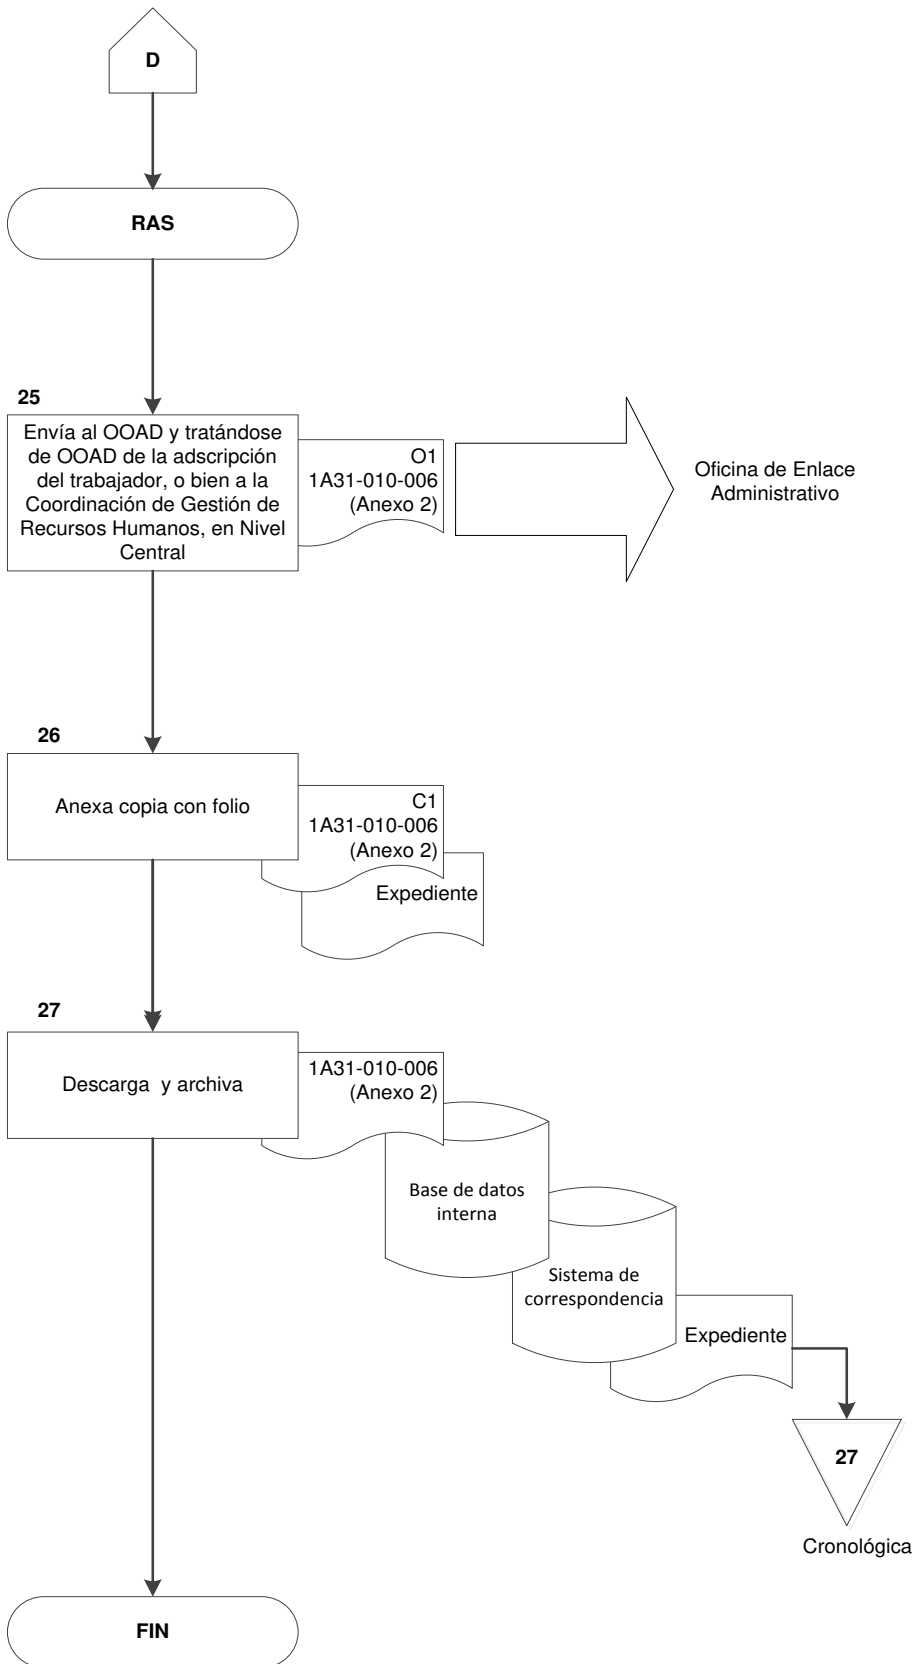 D
RAS
25
Envía al OOAD y tratándose
de OOAD de la adscripción
del trabajador, o bien a la
Coordinación de Gestión de
Recursos Humanos, en Nivel
Central
O1
1A31-010-006
(Anexo 2)
Oficina de Enlace
Administrativo
26
Anexa copia con folio
C1
1A31-010-006
(Anexo 2)
Expediente
27
Descarga y archiva
1A31-010-006
(Anexo 2)
Base de datos
interna
Sistema de
correspondencia
Expediente
27
Cronológica
FIN